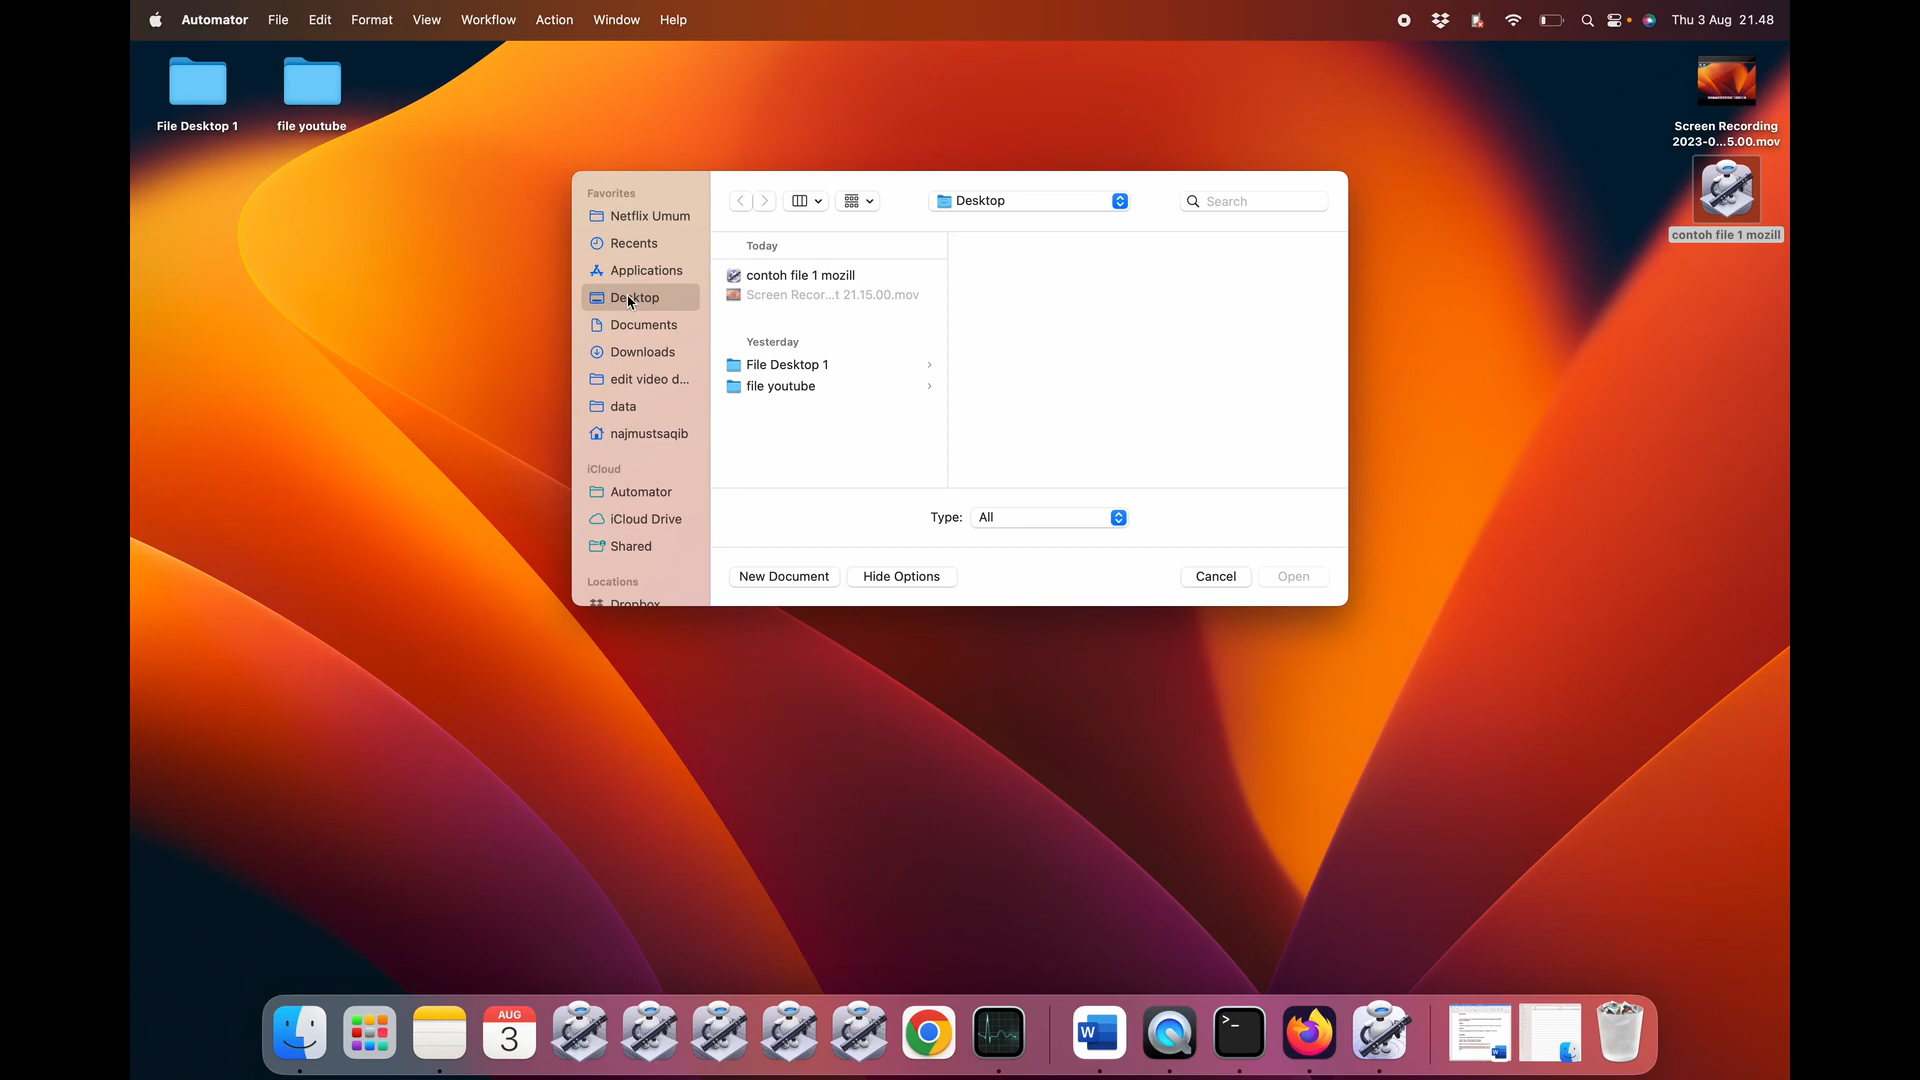 Automator File Edit Format View Workflow Action Window Help
Thu 3 Aug 21.48
File Desktop 1
file youtube
Screen Recording
2023-0...5.00.mov
contoh file 1 mozill
Favorites
Netflix Umum
Recents
Applications
Desktop
Documents
Downloads
edit video d...
data
najmustsaqib
iCloud
Automator
iCloud Drive
Shared
Locations
Dropbox
Desktop
Search
Today
contoh file 1 mozill
Screen Recor...t 21.15.00.mov
Yesterday
File Desktop 1
file youtube
Type: All
New Document
Hide Options
Cancel
Open
AUG
3
W
>_